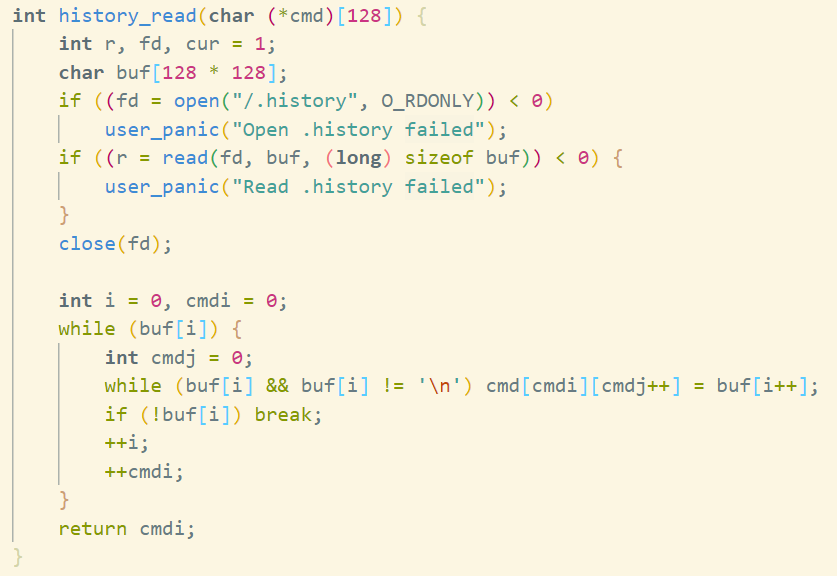 int history_read(char (*cmd)[128]) {
    int r, fd, cur = 1;
    char buf[128 * 128];
    if ((fd = open("/.history", O_RDONLY)) < 0)
        user_panic("Open .history failed");
    if ((r = read(fd, buf, (long) sizeof buf)) < 0) {
        user_panic("Read .history failed");
    }
    close(fd);

    int i = 0, cmdi = 0;
    while (buf[i]) {
        int cmdj = 0;
        while (buf[i] && buf[i] != '\n') cmd[cmdi][cmdj++] = buf[i++];
        if (!buf[i]) break;
        ++i;
        ++cmdi;
    }
    return cmdi;
}